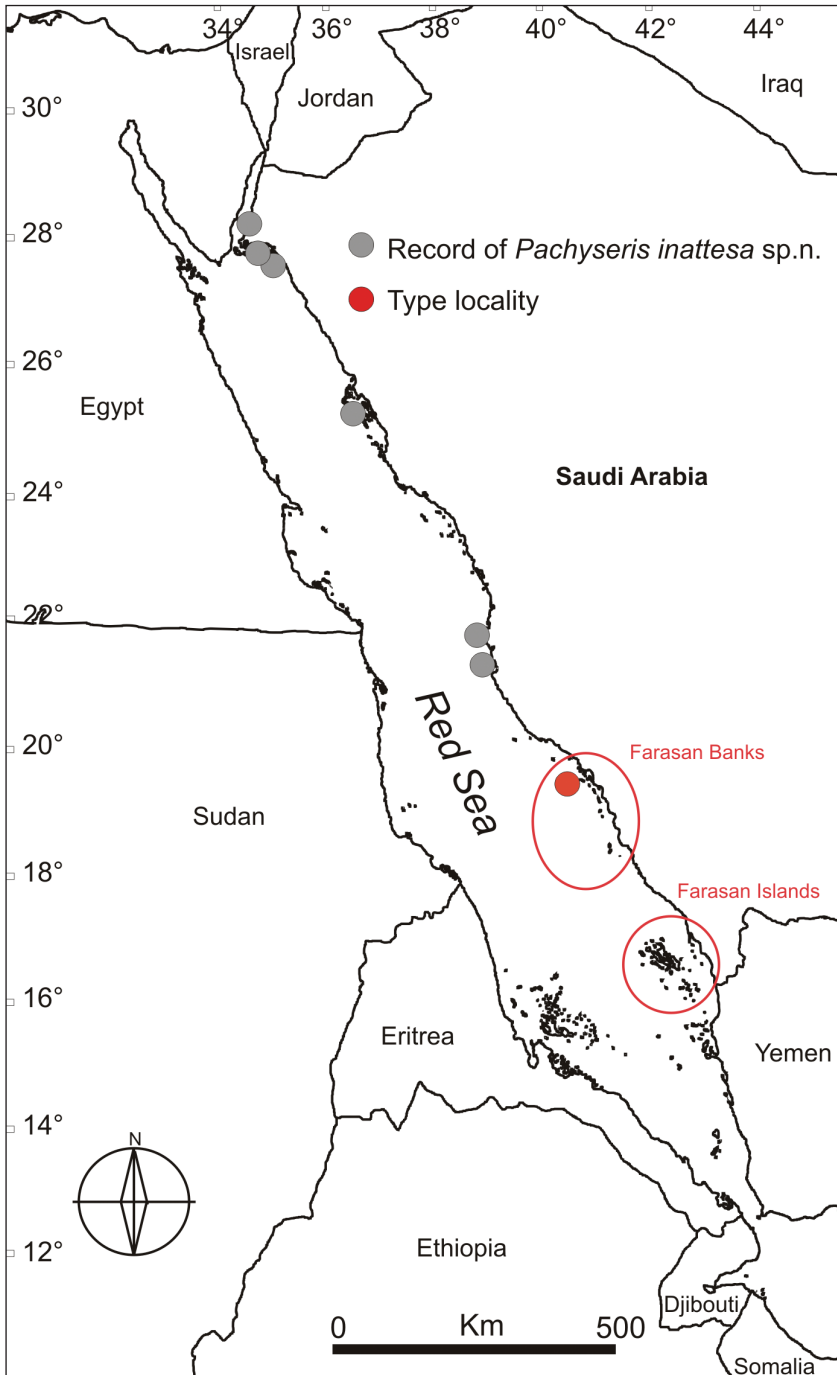 34° 36° 38° 40° 42° 44°
Israel
Jordan
Iraq
30°
28°
Record of Pachyseris inattesa sp.n.
Type locality
26°
Egypt
24°
Saudi Arabia
22°
Red Sea
20°
Farasan Banks
Sudan
18°
Farasan Islands
16°
Eritrea
Yemen
14°
N
12°
Ethiopia
Djibouti
0 Km 500
Somalia